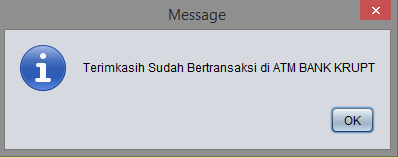 Message
Terimkasih Sudah Bertransaksi di ATM BANK KRUPT
OK